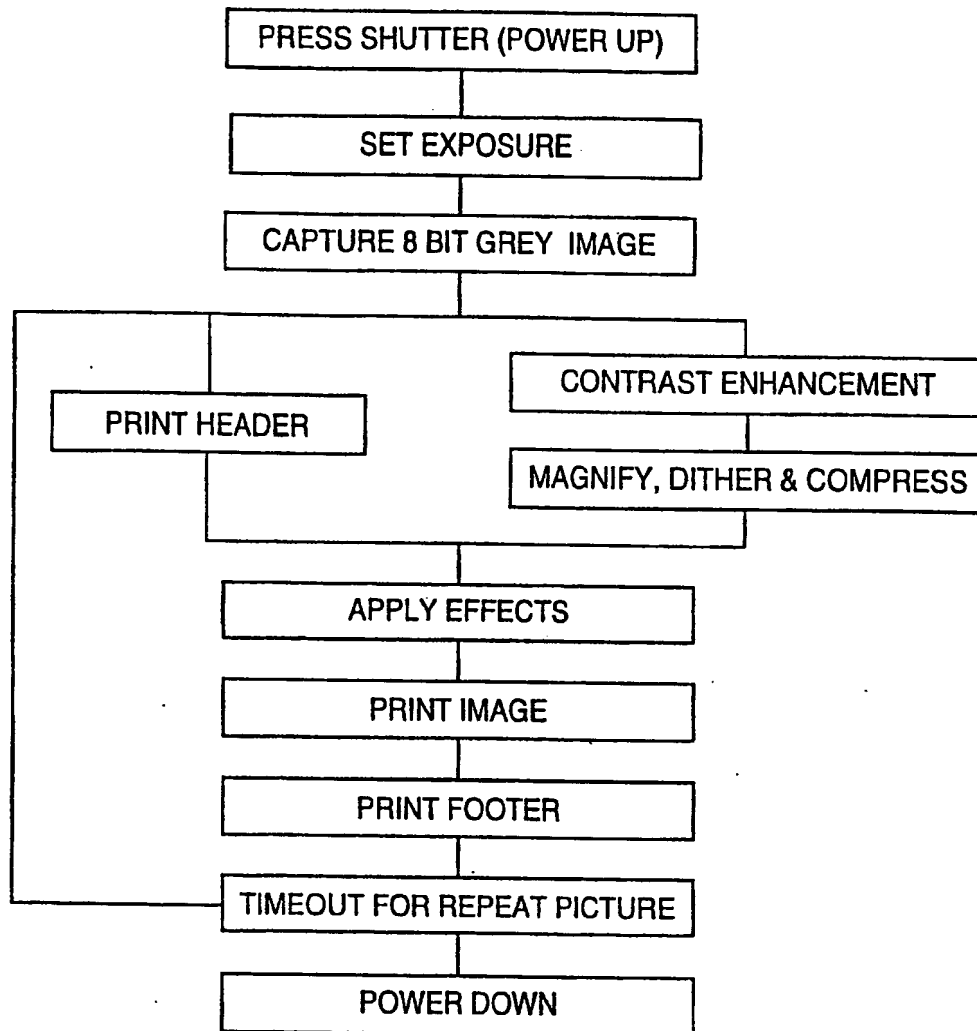 PRESS SHUTTER (POWER UP)
SET EXPOSURE
CAPTURE 8 BIT GREY IMAGE
PRINT HEADER
CONTRAST ENHANCEMENT
MAGNIFY, DITHER & COMPRESS
APPLY EFFECTS
PRINT IMAGE
PRINT FOOTER
TIMEOUT FOR REPEAT PICTURE
POWER DOWN